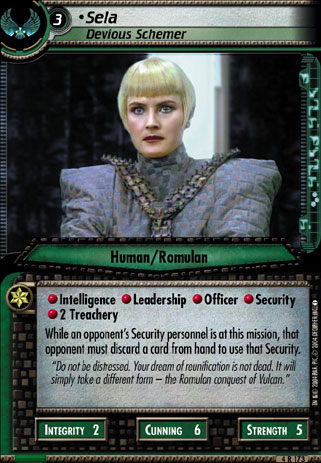 3
•Sela
Devious Schemer
Human/Romulan
Intelligence Leadership Officer Security
2 Treachery
While an opponent's Security personnel is at this mission, that
opponent must discard a card from hand to use that Security.
"Do not be distressed. Your dream of reunification is not dead. It will
simply take a different form – the Romulan conquest of Vulcan."
INTEGRITY 2 CUNNING 6 STRENGTH 5
4 R 173